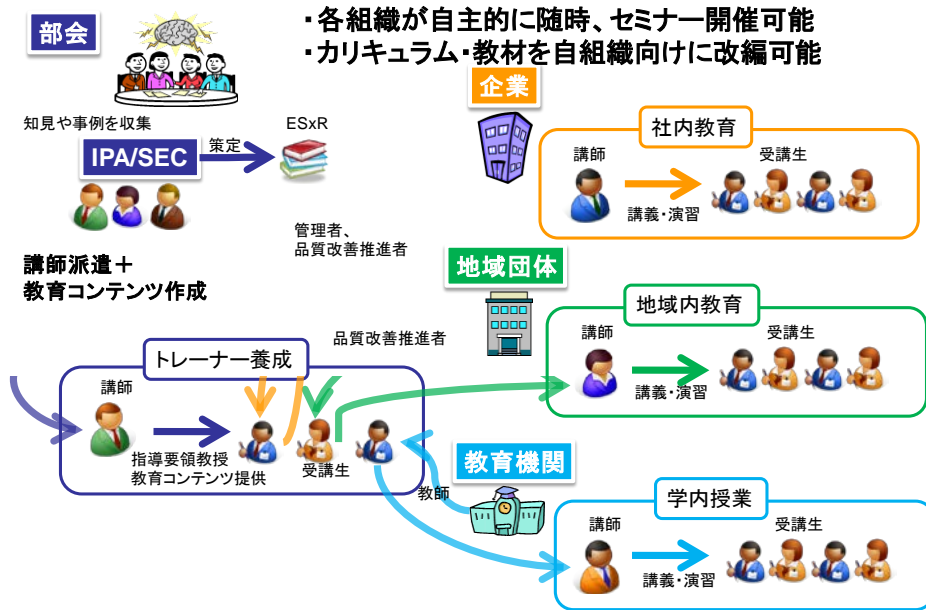 ・各組織が自主的に随時、セミナー開催可能
・カリキュラム・教材を自組織向けに改編可能
部会
知見や事例を収集
IPA/SEC
策定
ESxR
講師派遣＋
教育コンテンツ作成
管理者、
品質改善推進者
品質改善推進者
トレーナー養成
講師
指導要領教授
教育コンテンツ提供
受講生
教師
企業
社内教育
講師
講義・演習
受講生
地域団体
地域内教育
講師
講義・演習
受講生
教育機関
学内授業
講師
講義・演習
受講生